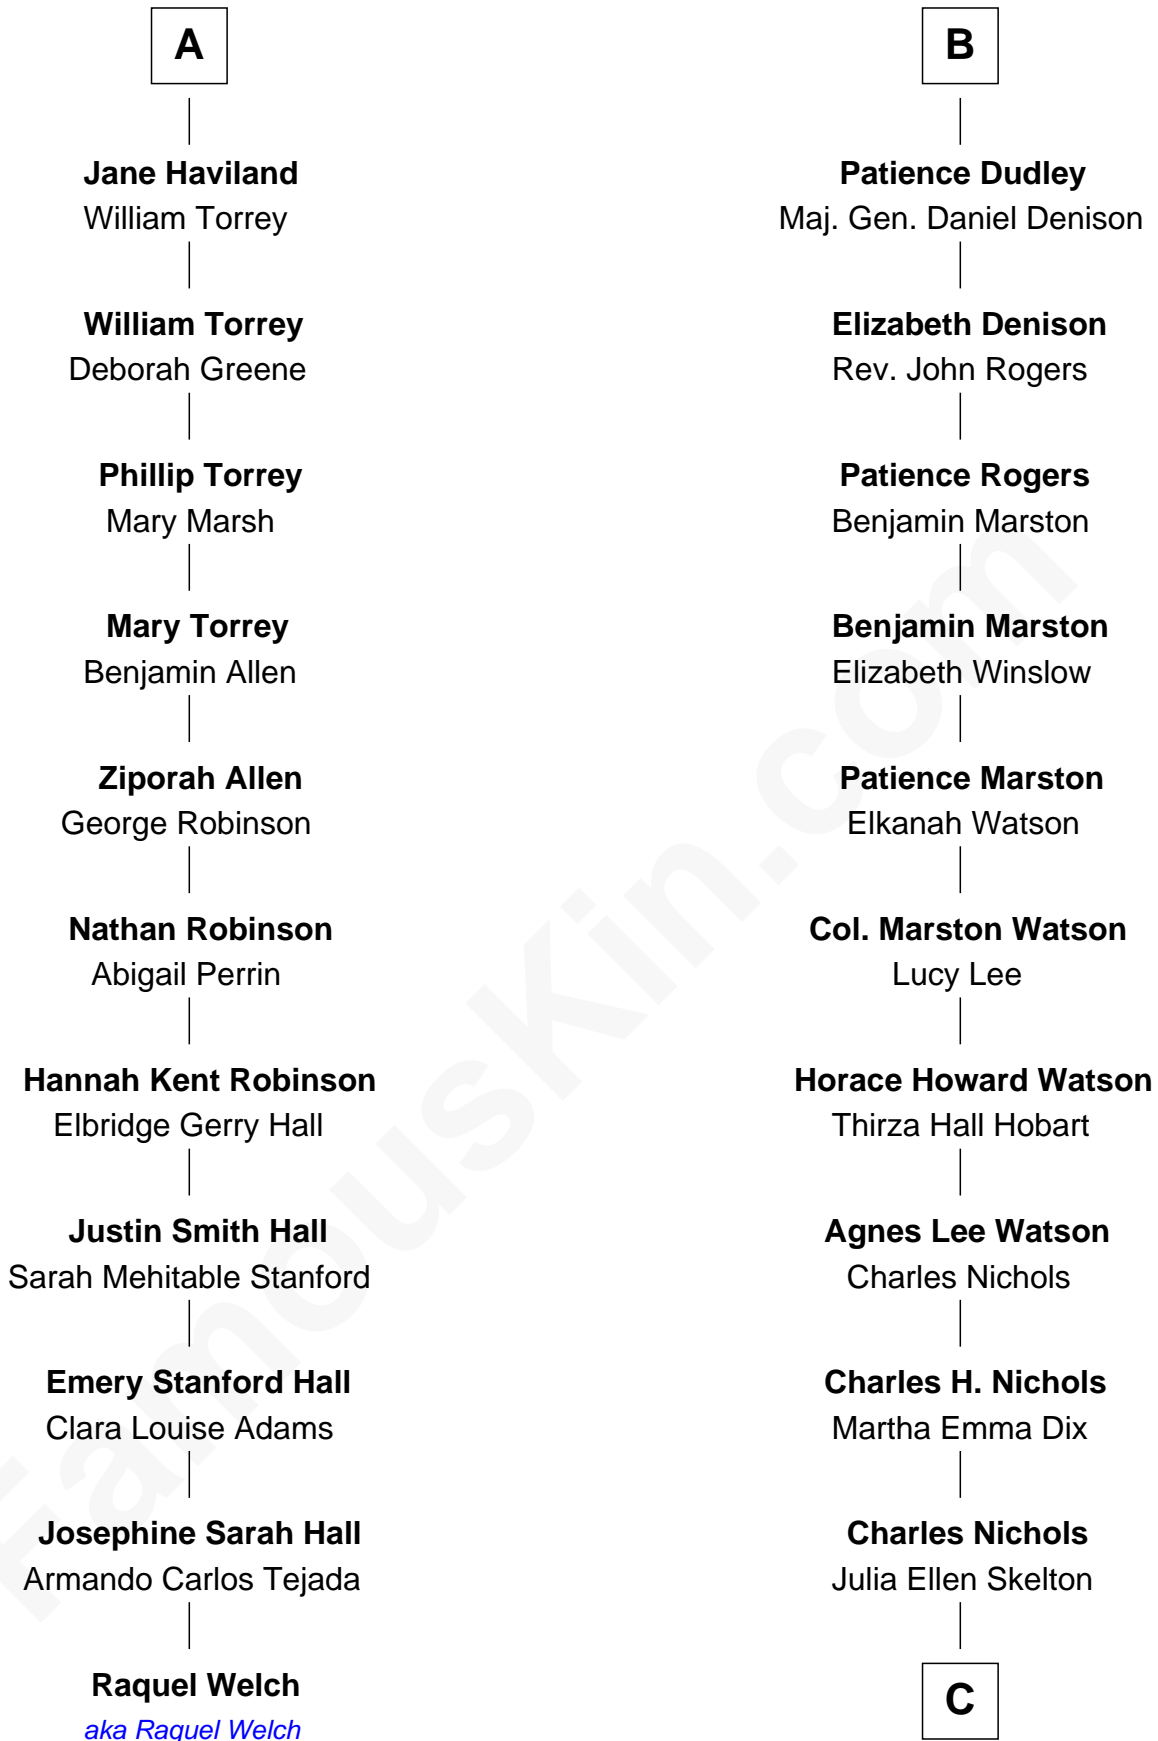 A
Jane Haviland
William Torrey
William Torrey
Deborah Greene
Phillip Torrey
Mary Marsh
Mary Torrey
Benjamin Allen
Ziporah Allen
George Robinson
Nathan Robinson
Abigail Perrin
Hannah Kent Robinson
Elbridge Gerry Hall
Justin Smith Hall
Sarah Mehitable Stanford
Emery Stanford Hall
Clara Louise Adams
Josephine Sarah Hall
Armando Carlos Tejada
Raquel Welch
aka Raquel Welch
B
Patience Dudley
Maj. Gen. Daniel Denison
Elizabeth Denison
Rev. John Rogers
Patience Rogers
Benjamin Marston
Benjamin Marston
Elizabeth Winslow
Patience Marston
Elkanah Watson
Col. Marston Watson
Lucy Lee
Horace Howard Watson
Thirza Hall Hobart
Agnes Lee Watson
Charles Nichols
Charles H. Nichols
Martha Emma Dix
Charles Nichols
Julia Ellen Skelton
C
FamousKin.com